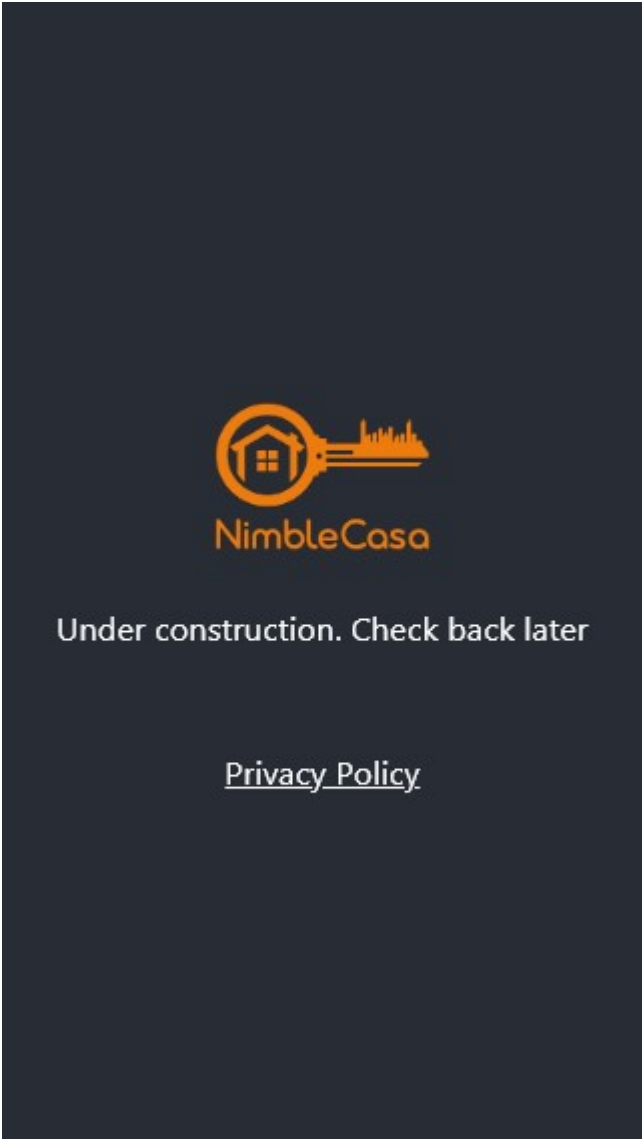 NimbleCasa
Under construction. Check back later
Privacy Policy